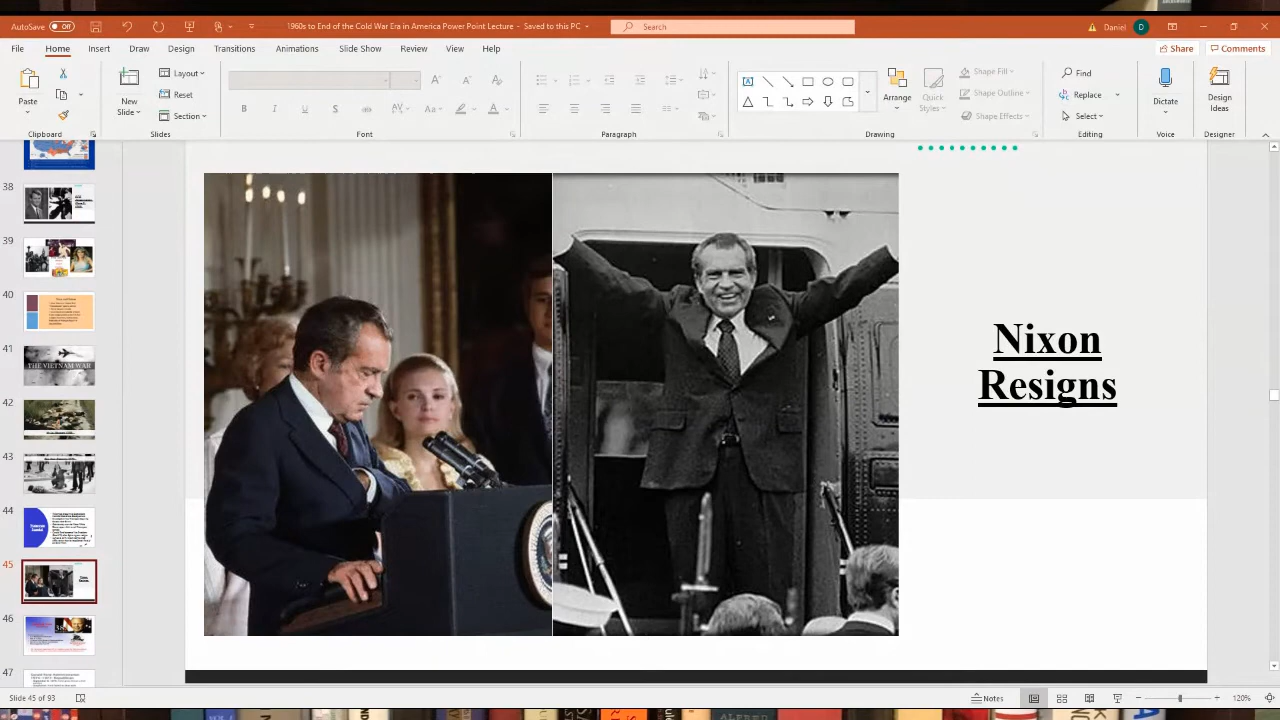 AutoSave Off 1960s to End of the Cold War Era in America Power Point Lecture - Saved to this PC Search Daniel D
File Home Insert Draw Design Transitions Animations Slide Show Review View Help Share Comments
Paste
Clipboard
New Slide
Layout
Reset
Section
Slides
B I U S ab AV Aa A
Font
Paragraph
Arrange
Quick Styles
Shape Fill
Shape Outline
Shape Effects
Drawing
Find
Replace
Select
Editing
Dictate
Voice
Design Ideas
Designer
38
40
41
THE VIETNAM WAR
42
43
44
45
46
Nixon
Resigns
Slide 45 of 93 Notes 120%
ALFRED